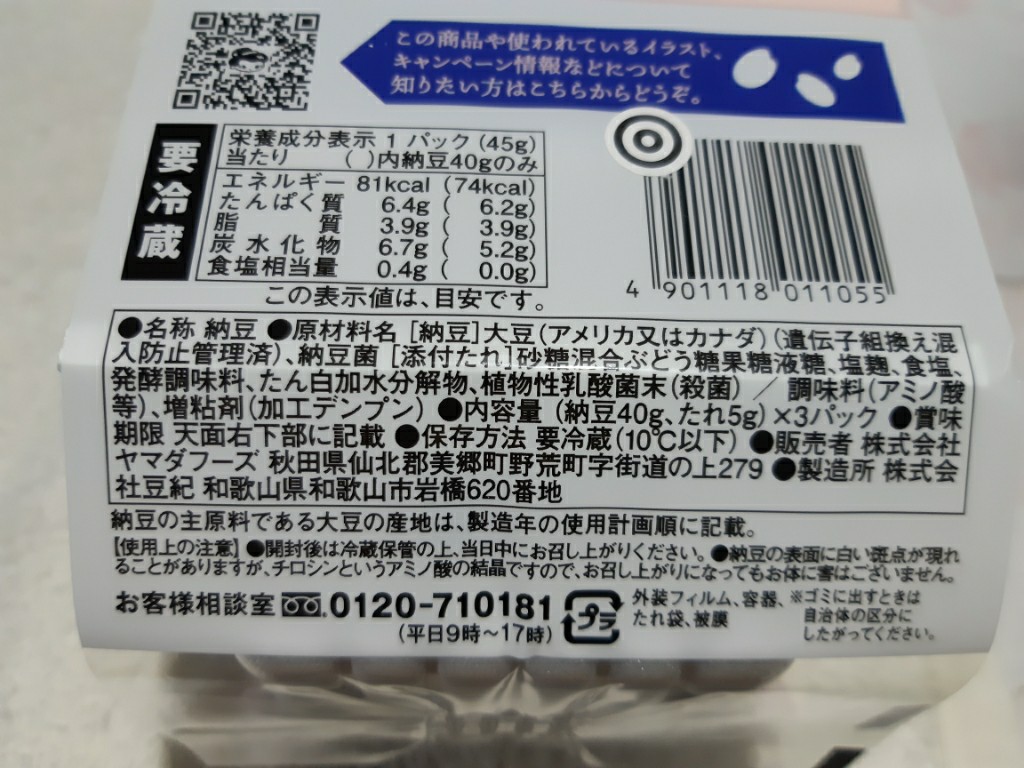 この商品や使われているイラスト、
キャンペーン情報などについて
知りたい方はこちらからどうぞ。
要冷蔵
栄養成分表示 1 パック (45g)
当たり ( )内納豆40gのみ
エネルギー 81kcal (74kcal)
たんぱく質 6.4g ( 6.2g)
脂質 3.9g ( 3.9g)
炭水化物 6.7g ( 5.2g)
食塩相当量 0.4g ( 0.0g)
この表示値は、目安です。
4 901118 011055
●名称 納豆 ●原材料名 [納豆]大豆(アメリカ又はカナダ)(遺伝子組換え混
入防止管理済)、納豆菌 [添付たれ]砂糖混合ぶどう糖果糖液糖、塩麹、食塩、
発酵調味料、たん白加水分解物、植物性乳酸菌末(殺菌) / 調味料(アミノ酸
等)、増粘剤(加工デンプン) ●内容量 (納豆40g、たれ5g)×3パック ●賞味
期限 天面右下部に記載 ●保存方法 要冷蔵(10℃以下) ●販売者 株式会社
ヤマダフーズ 秋田県仙北郡美郷町野荒町字街道の上279 ●製造所 株式会
社豆紀 和歌山県和歌山市岩橋620番地
納豆の主原料である大豆の産地は、製造年の使用計画順に記載。
【使用上の注意】●開封後は冷蔵保管の上、当日中にお召し上がりください。●納豆の表面に白い斑点が現れ
ることがありますが、チロシンというアミノ酸の結晶ですので、お召し上がりになってもお体に害はございません。
お客様相談室 0120-710181
(平日9時〜17時)
プラ
外装フィルム、容器、
たれ袋、被膜
※ゴミに出すときは
自治体の区分に
したがってください。